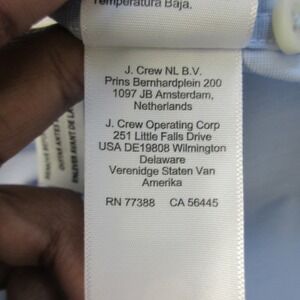 Temperatura Baja.
J. Crew NL B.V.
Prins Bernhardplein 200
1097 JB Amsterdam,
Netherlands
J. Crew Operating Corp
251 Little Falls Drive
USA DE19808 Wilmington
Delaware
Verenidge Staten Van
Amerika
RN 77388 CA 56445